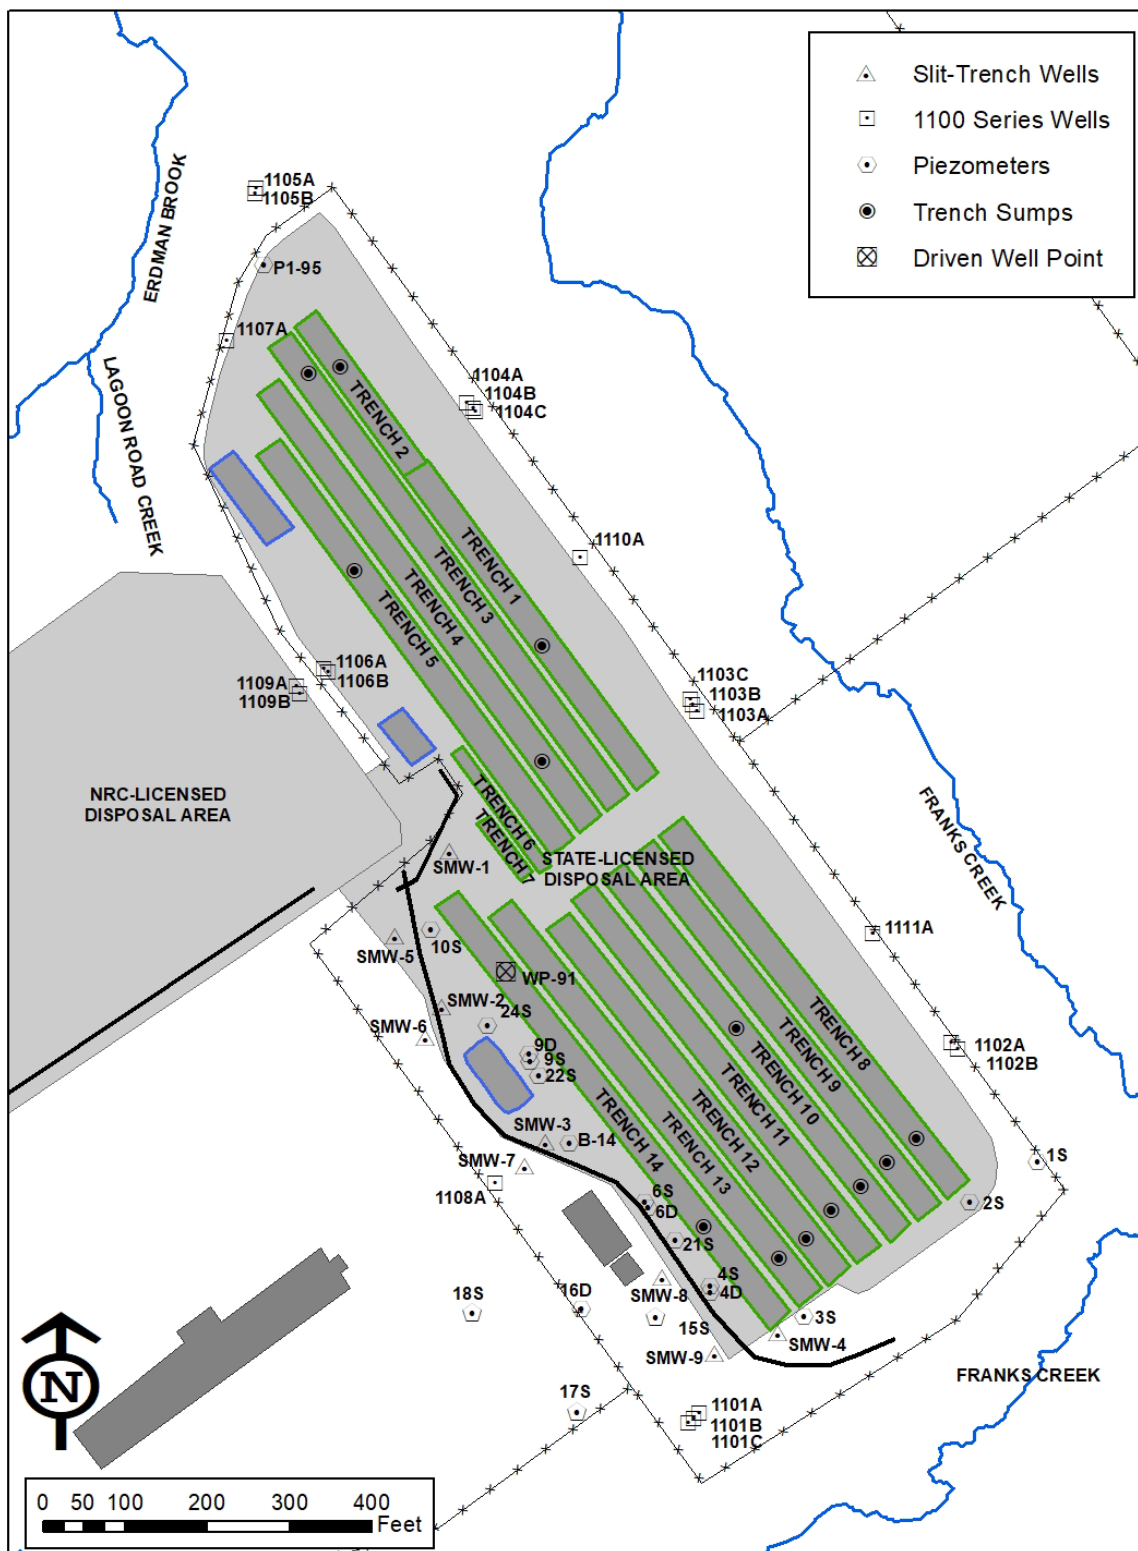 Slit-Trench Wells
1100 Series Wells
Piezometers
Trench Sumps
Driven Well Point
ERDMAN BROOK
1105A
1105B
P1-95
1107A
LAGOON ROAD CREEK
1104A
1104B
1104C
TRENCH 2
TRENCH 1
TRENCH 3
TRENCH 4
TRENCH 5
1110A
1106A
1106B
1109A
1109B
1103C
1103B
1103A
NRC-LICENSED
DISPOSAL AREA
TRENCH 6
TRENCH 7
STATE-LICENSED
DISPOSAL AREA
FRANKS CREEK
SMW-1
10S
SMW-5
WP-91
1111A
SMW-2
24S
SMW-6
9D
9S
22S
1102A
1102B
TRENCH 8
TRENCH 9
TRENCH 10
TRENCH 11
TRENCH 12
TRENCH 13
TRENCH 14
SMW-3
B-14
SMW-7
1108A
1S
2S
6S
6D
21S
4S
4D
SMW-8
18S
16D
15S
3S
SMW-4
SMW-9
FRANKS CREEK
17S
1101A
1101B
1101C
N
0 50 100 200 300 400
Feet